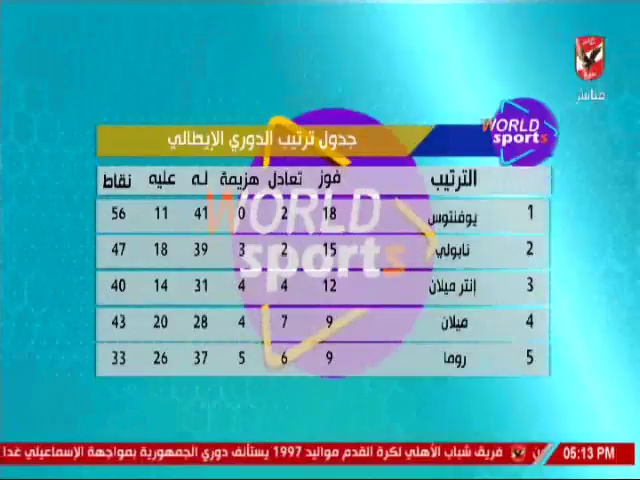 مباشر
WORLD
sports
جدول ترتيب الدوري الإيطالي
الترتيب فوز تعادل هزيمة له عليه نقاط
1 يوفنتوس 18 2 0 41 11 56
2 نابولي 15 2 3 39 18 47
3 إنتر ميلان 12 4 4 31 14 40
4 ميلان 9 7 4 28 20 43
5 روما 9 6 5 37 26 33
WORLD
sports
فريق شباب الأهلي لكرة القدم مواليد 1997 يستأنف دوري الجمهورية بمواجهة الإسماعيلي غدا
05:13 PM